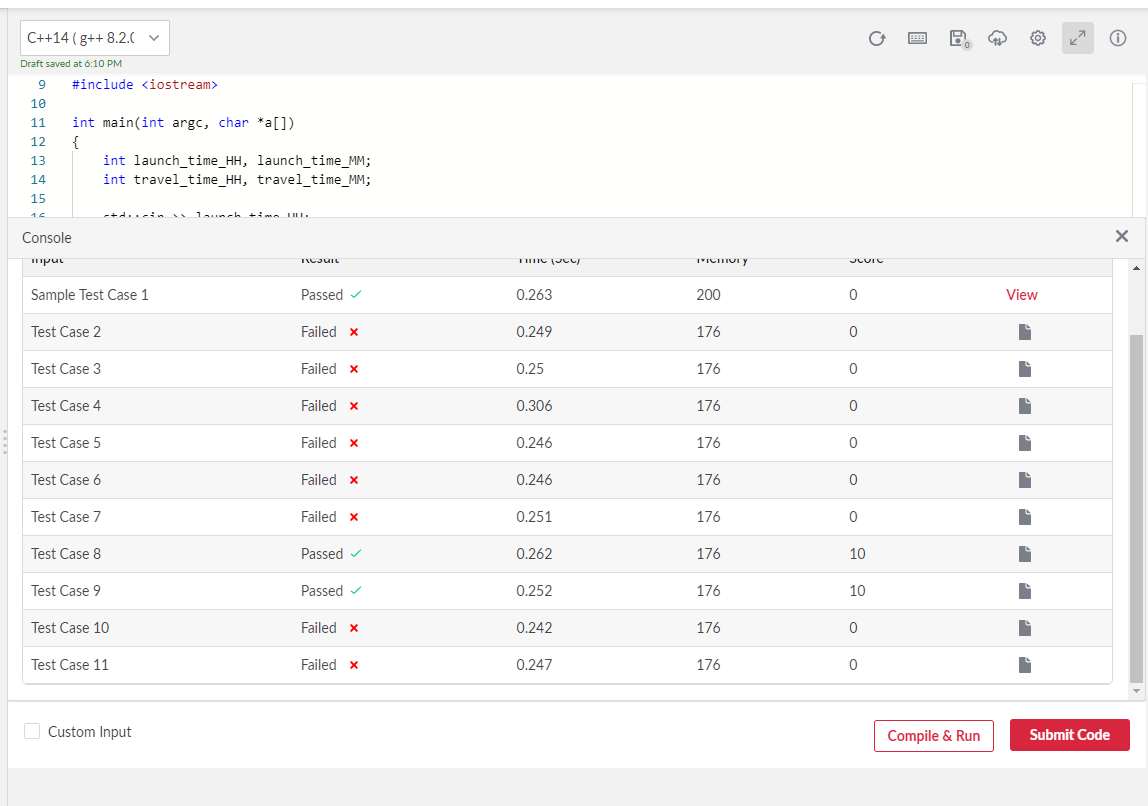 C++14 ( g++ 8.2.0
Draft saved at 6:10 PM
0
9 #include <iostream>
10
11 int main(int argc, char *a[])
12 {
13 int launch_time_HH, launch_time_MM;
14 int travel_time_HH, travel_time_MM;
15
16 std::cin >> launch_time_HH;
Console
Input Result Time (Sec) Memory Score
Sample Test Case 1 Passed 0.263 200 0 View
Test Case 2 Failed 0.249 176 0
Test Case 3 Failed 0.25 176 0
Test Case 4 Failed 0.306 176 0
Test Case 5 Failed 0.246 176 0
Test Case 6 Failed 0.246 176 0
Test Case 7 Failed 0.251 176 0
Test Case 8 Passed 0.262 176 10
Test Case 9 Passed 0.252 176 10
Test Case 10 Failed 0.242 176 0
Test Case 11 Failed 0.247 176 0
Custom Input
Compile & Run
Submit Code